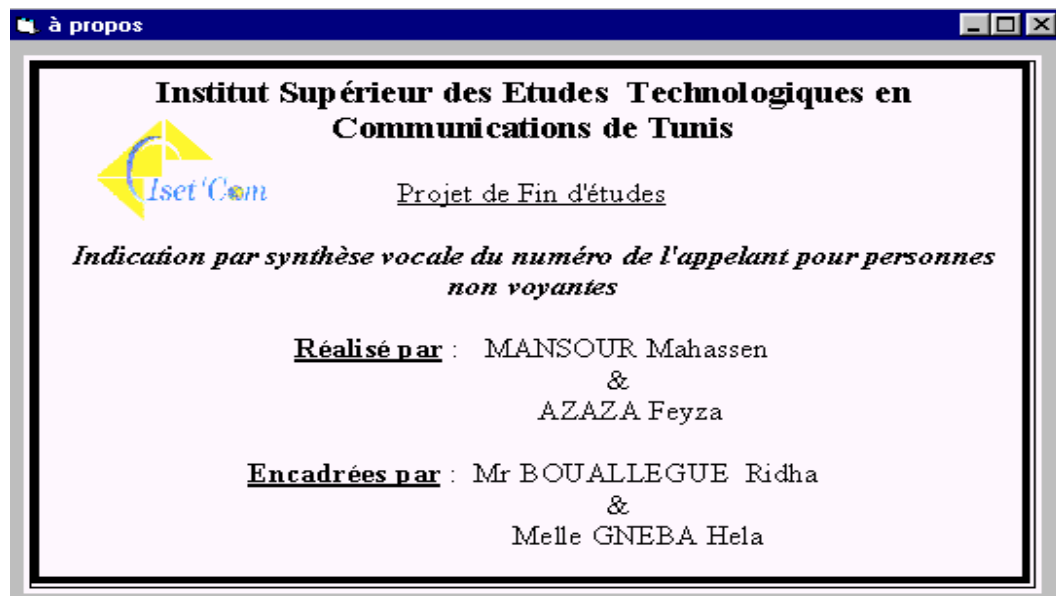 à propos
Institut Supérieur des Etudes Technologiques en
Communications de Tunis
Iset'Com
Projet de Fin d'études
Indication par synthèse vocale du numéro de l'appelant pour personnes
non voyantes
Réalisé par : MANSOUR Mahassen
&
AZAZA Feyza
Encadrées par : Mr BOUALLEGUE Ridha
&
Melle GNEBA Hela